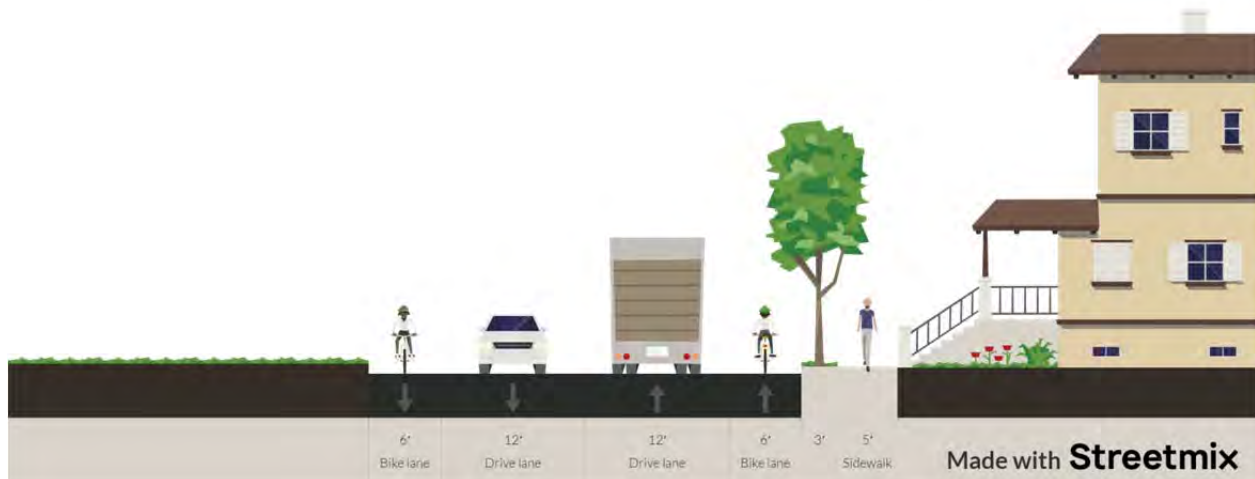 6' 12' 12' 6' 3' 5'
Bike lane Drive lane Drive lane Bike lane Sidewalk
Made with Streetmix